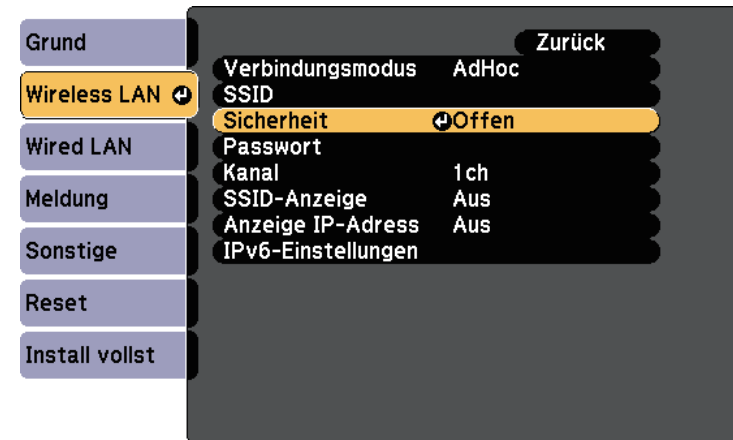 Grund
Wireless LAN
Wired LAN
Meldung
Sonstige
Reset
Install vollst
Zurück
Verbindungsmodus AdHoc
SSID
Sicherheit Offen
Passwort
Kanal 1ch
SSID-Anzeige Aus
Anzeige IP-Adress Aus
IPv6-Einstellungen